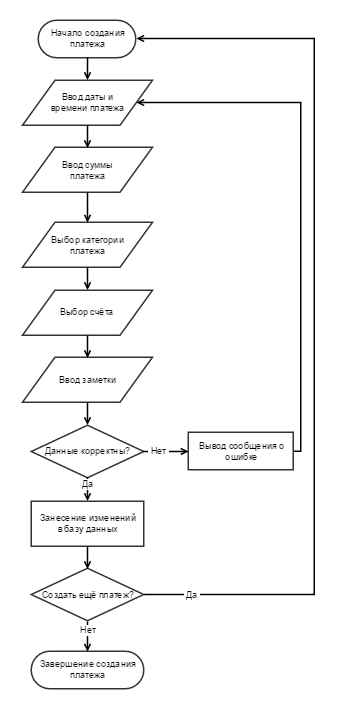 Начало создания
платежа
Ввод даты и
времени платежа
Ввод суммы
платежа
Выбор категории
платежа
Выбор счёта
Ввод заметки
Данные корректны?
Нет
Вывод сообщения о
ошибке
Да
Занесение изменений
в базу данных
Создать ещё платеж?
Да
Нет
Завершение создания
платежа